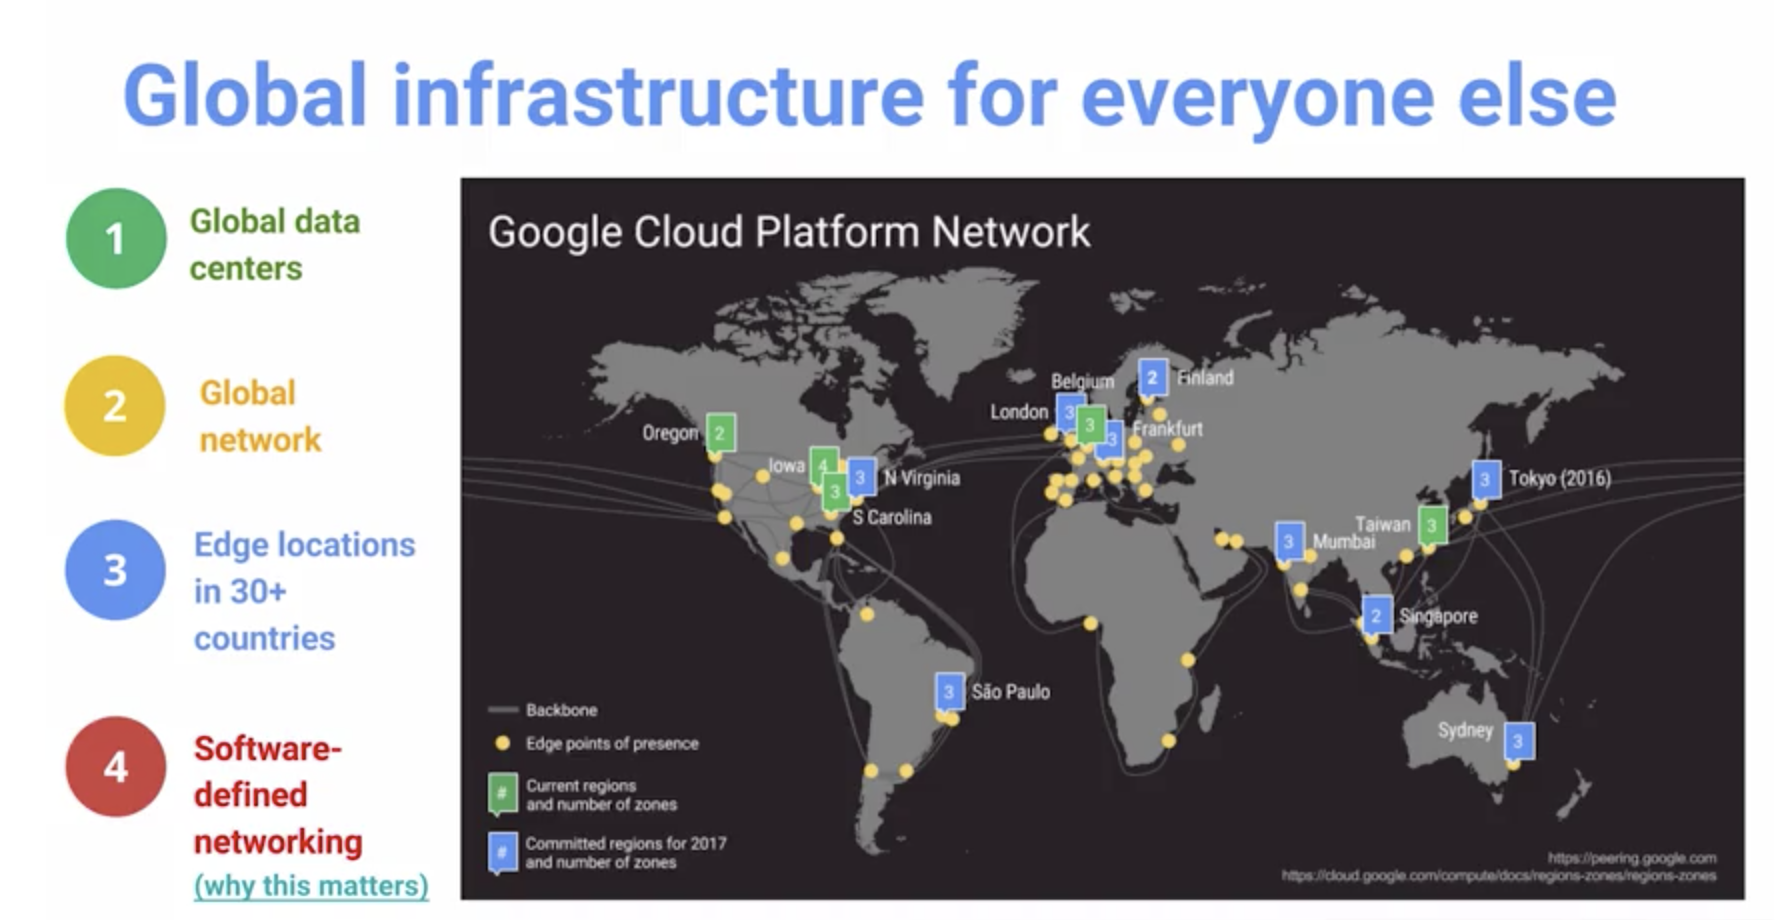 Global infrastructure for everyone else
1
Global data
centers
2
Global
network
3
Edge locations
in 30+
countries
4
Software-
defined
networking
(why this matters)
Google Cloud Platform Network
2
Finland
Belgium
London
3
3
3
Frankfurt
Oregon
2
Iowa
4
3
N Virginia
3
S Carolina
3
Tokyo (2016)
Taiwan
3
3
Mumbai
2
Singapore
3
São Paulo
Sydney
3
Backbone
Edge points of presence
#
Current regions
and number of zones
#
Committed regions for 2017
and number of zones
https://peering.google.com
https://cloud.google.com/compute/docs/regions-zones/regions-zones